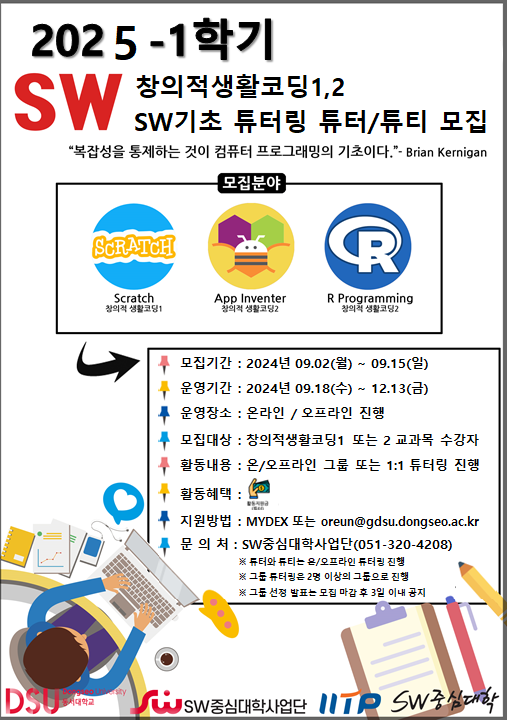 2025-1학기
SW 창의적생활코딩1,2
SW기초 튜터링 튜터/튜티 모집
“복잡성을 통제하는 것이 컴퓨터 프로그래밍의 기초이다.”- Brian Kernigan
모집분야
SCRATCH
R
Scratch
창의적 생활코딩1
App Inventer
창의적 생활코딩2
R Programming
창의적 생활코딩2
모집기간 : 2024년 09.02(월) ~ 09.15(일)
운영기간 : 2024년 09.18(수) ~ 12.13(금)
운영장소 : 온라인 / 오프라인 진행
모집대상 : 창의적생활코딩1 또는 2 교과목 수강자
활동내용 : 온/오프라인 그룹 또는 1:1 튜터링 진행
활동혜택 :
활동지원금
지원방법 : MYDEX 또는 oreun@gdsu.dongseo.ac.kr
문 의 처 : SW중심대학사업단(051-320-4208)
※ 튜터와 튜티는 온/오프라인 튜터링 진행
※ 그룹 튜터링은 2명 이상의 그룹으로 진행
※ 그룹 선정 발표는 모집 마감 후 3일 이내 공지
DSU Dongseo University
동서대학교
SW SW중심대학사업단
IITP
SW중심대학